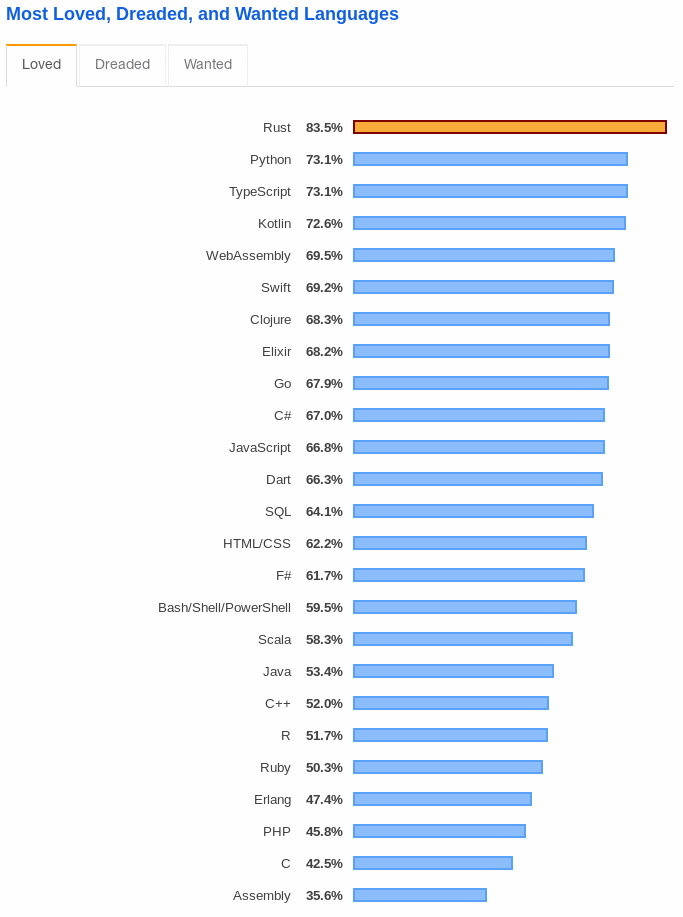 Most Loved, Dreaded, and Wanted Languages
Loved Dreaded Wanted
Rust 83.5%
Python 73.1%
TypeScript 73.1%
Kotlin 72.6%
WebAssembly 69.5%
Swift 69.2%
Clojure 68.3%
Elixir 68.2%
Go 67.9%
C# 67.0%
JavaScript 66.8%
Dart 66.3%
SQL 64.1%
HTML/CSS 62.2%
F# 61.7%
Bash/Shell/PowerShell 59.5%
Scala 58.3%
Java 53.4%
C++ 52.0%
R 51.7%
Ruby 50.3%
Erlang 47.4%
PHP 45.8%
C 42.5%
Assembly 35.6%